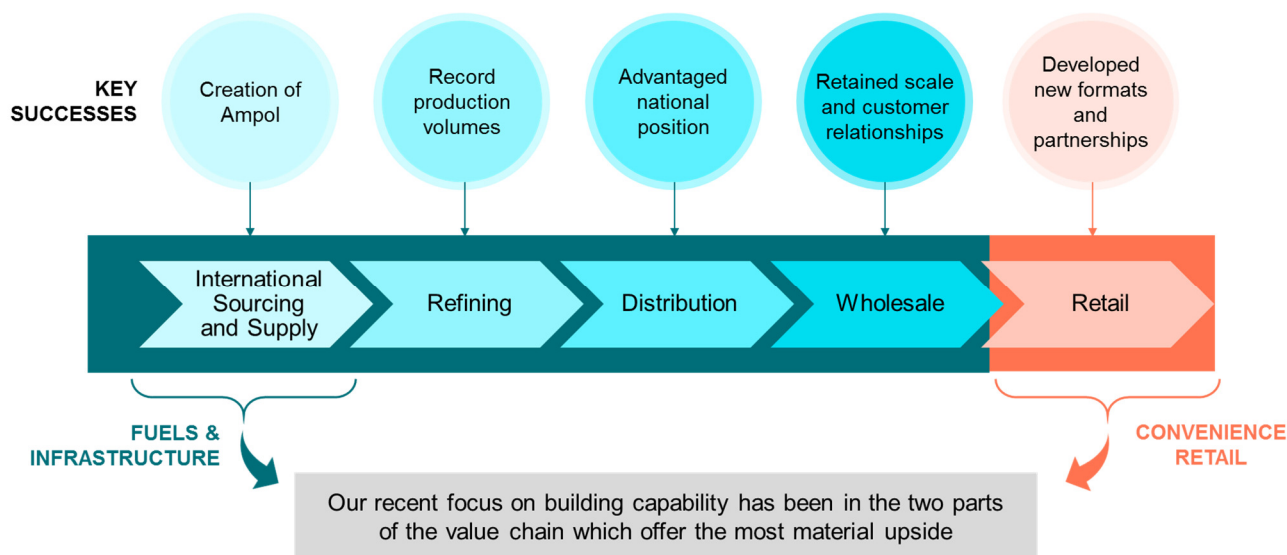 KEY
SUCCESSES
Creation of
Ampol
Record
production
volumes
Advantaged
national
position
Retained scale
and customer
relationships
Developed
new formats
and
partnerships
International
Sourcing
and Supply
Refining
Distribution
Wholesale
Retail
FUELS &
INFRASTRUCTURE
CONVENIENCE
RETAIL
Our recent focus on building capability has been in the two parts
of the value chain which offer the most material upside